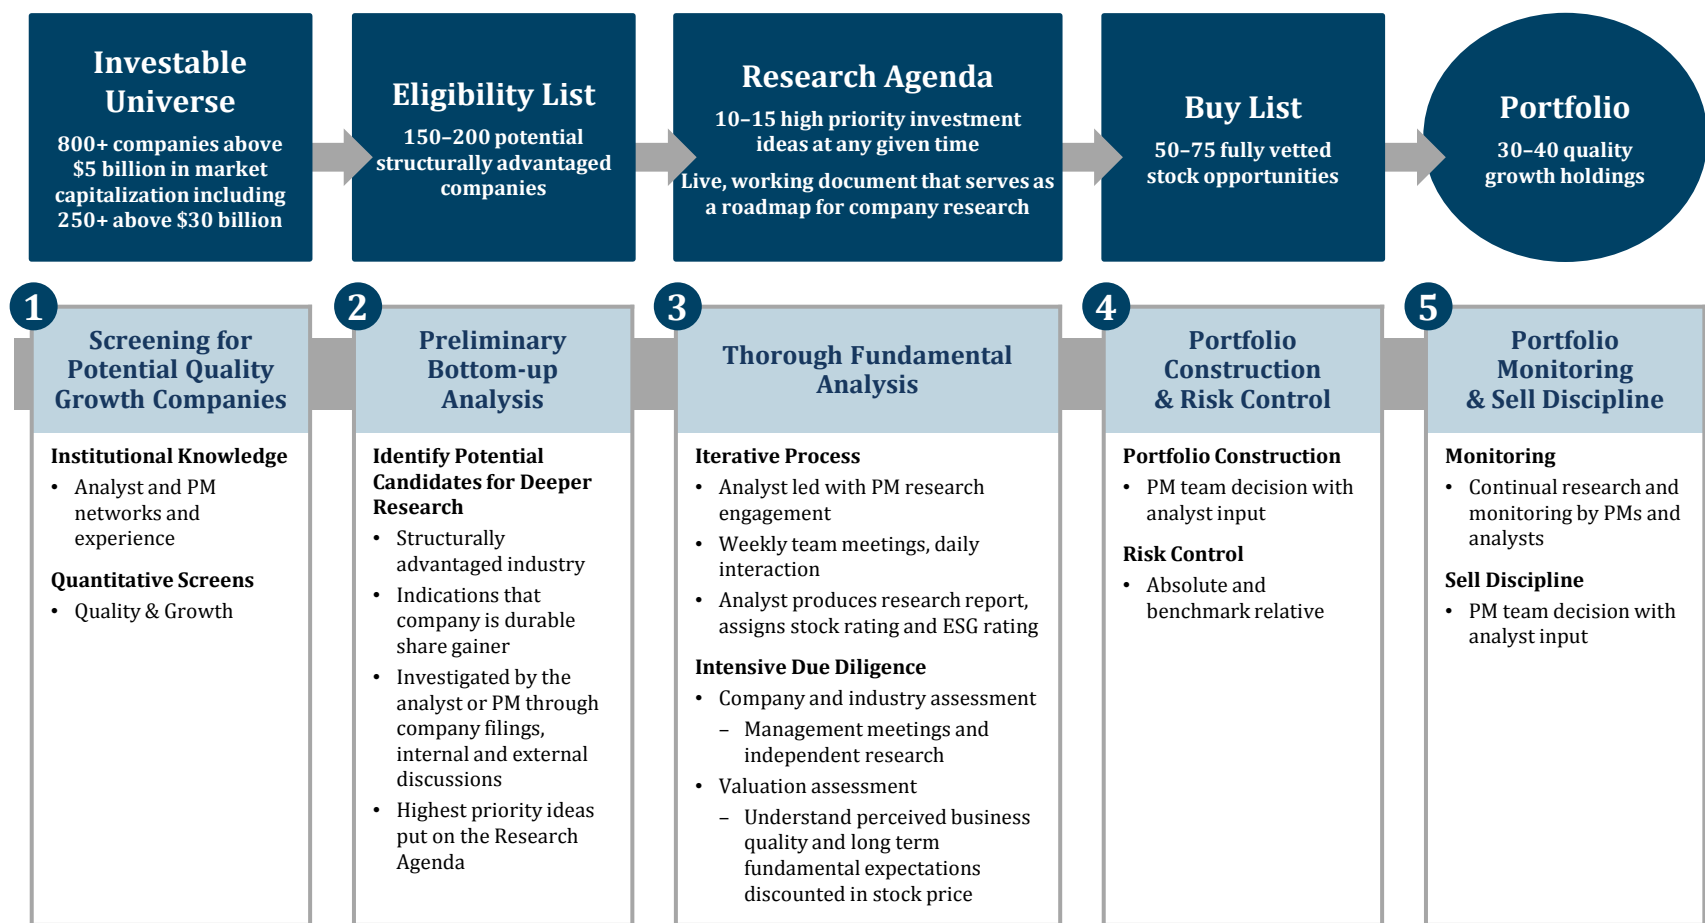 Investable
Universe
800+ companies above
$5 billion in market
capitalization including
250+ above $30 billion
Eligibility List
150–200 potential
structurally advantaged
companies
Research Agenda
10–15 high priority investment
ideas at any given time
Live, working document that serves as
a roadmap for company research
Buy List
50–75 fully vetted
stock opportunities
Portfolio
30–40 quality
growth holdings
1
Screening for
Potential Quality
Growth Companies
Institutional Knowledge
• Analyst and PM
networks and
experience
Quantitative Screens
• Quality & Growth
2
Preliminary
Bottom-up
Analysis
Identify Potential
Candidates for Deeper
Research
• Structurally
advantaged industry
• Indications that
company is durable
share gainer
• Investigated by the
analyst or PM through
company filings,
internal and external
discussions
• Highest priority ideas
put on the Research
Agenda
3
Thorough Fundamental
Analysis
Iterative Process
• Analyst led with PM research
engagement
• Weekly team meetings, daily
interaction
• Analyst produces research report,
assigns stock rating and ESG rating
Intensive Due Diligence
• Company and industry assessment
– Management meetings and
independent research
• Valuation assessment
– Understand perceived business
quality and long term
fundamental expectations
discounted in stock price
4
Portfolio
Construction
& Risk Control
Portfolio Construction
• PM team decision with
analyst input
Risk Control
• Absolute and
benchmark relative
5
Portfolio
Monitoring
& Sell Discipline
Monitoring
• Continual research and
monitoring by PMs and
analysts
Sell Discipline
• PM team decision with
analyst input